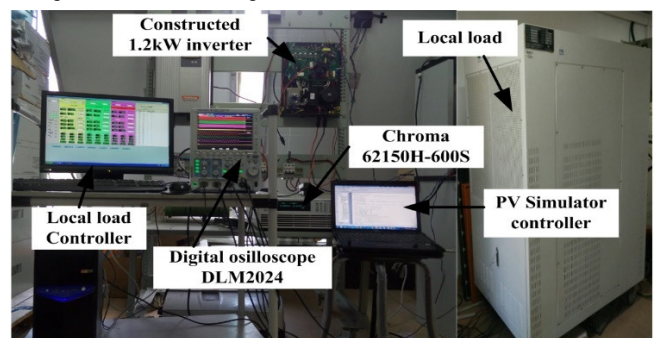 Constructed
1.2kW inverter
Local load
Chroma
62150H-600S
Local load
Controller
Digital osilloscope
DLM2024
PV Simulator
controller